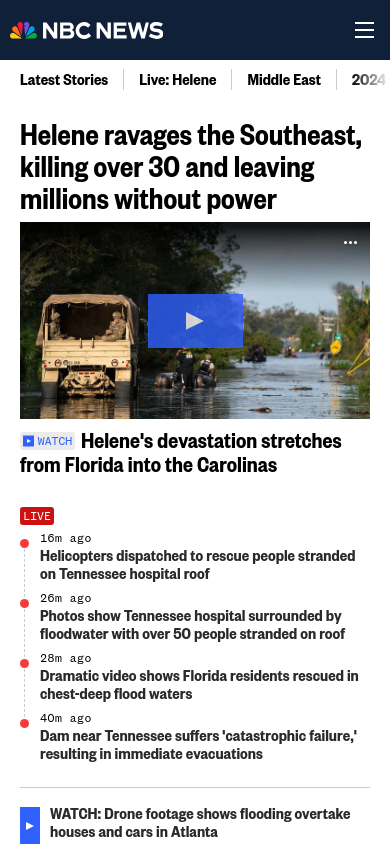 NBC NEWS
Latest Stories
Live: Helene
Middle East
2024
Helene ravages the Southeast,
killing over 30 and leaving
millions without power
WATCH Helene's devastation stretches
from Florida into the Carolinas
LIVE
16m ago
Helicopters dispatched to rescue people stranded
on Tennessee hospital roof
26m ago
Photos show Tennessee hospital surrounded by
floodwater with over 50 people stranded on roof
28m ago
Dramatic video shows Florida residents rescued in
chest-deep flood waters
40m ago
Dam near Tennessee suffers 'catastrophic failure,'
resulting in immediate evacuations
WATCH: Drone footage shows flooding overtake
houses and cars in Atlanta